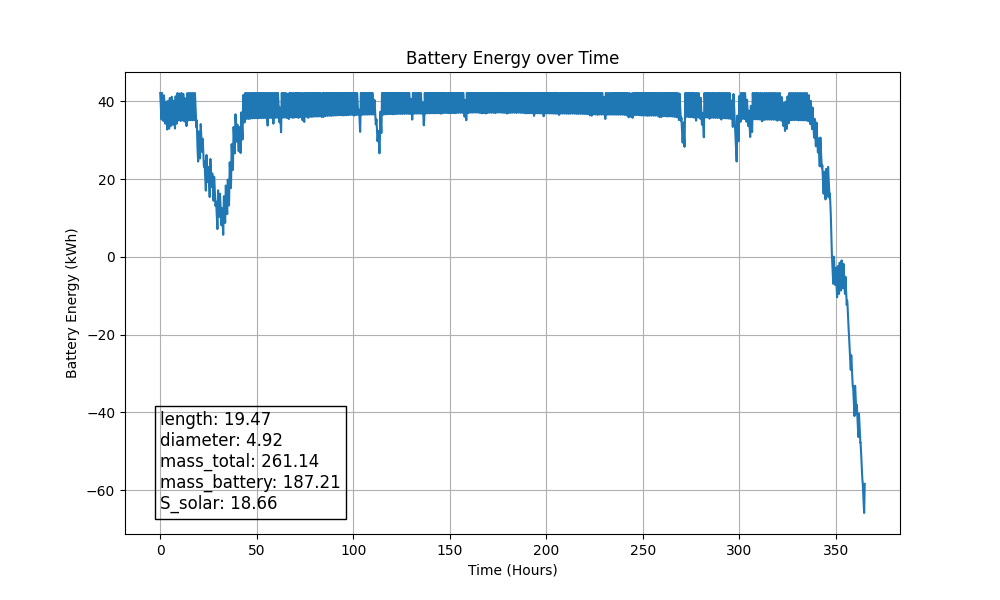 Battery Energy over Time
Battery Energy (kWh)
40
20
0
−20
−40
−60
length: 19.47
diameter: 4.92
mass_total: 261.14
mass_battery: 187.21
S_solar: 18.66
0 50 100 150 200 250 300 350
Time (Hours)